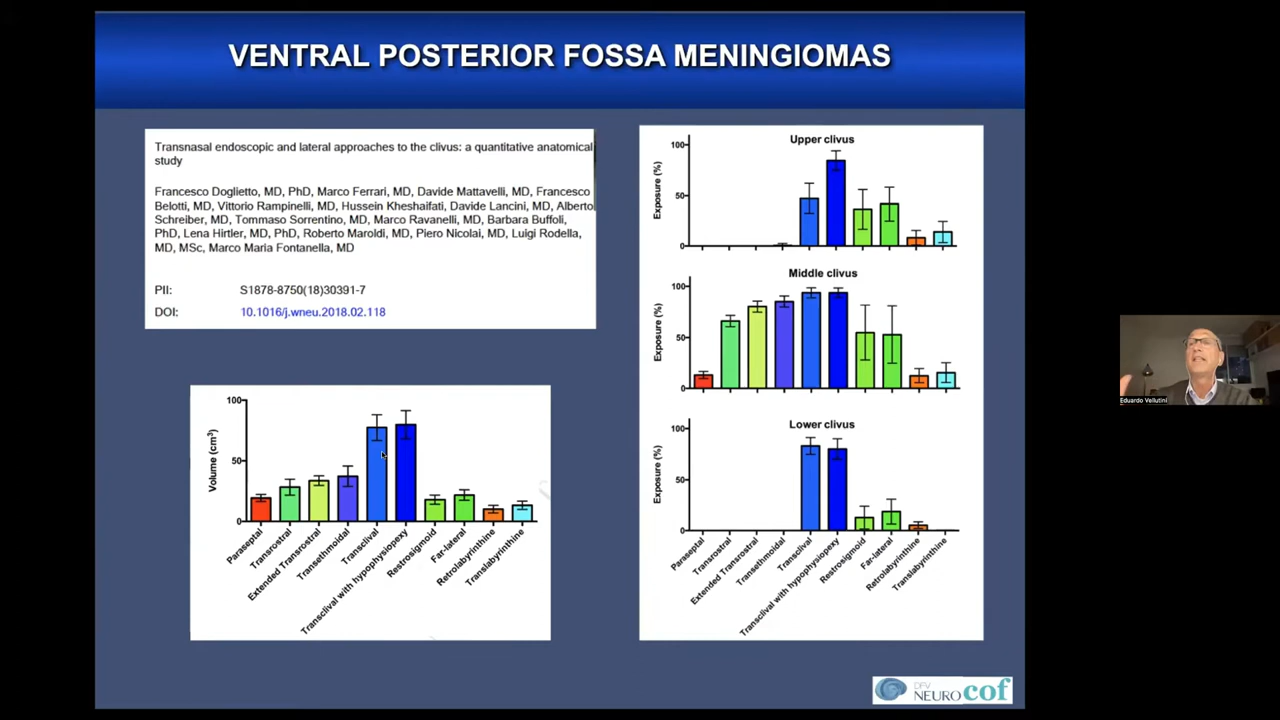 VENTRAL POSTERIOR FOSSA MENINGIOMAS
Transnasal endoscopic and lateral approaches to the clivus: a quantitative anatomical
study
Francesco Doglietto, MD, PhD, Marco Ferrari, MD, Davide Mattavelli, MD, Francesco
Belotti, MD, Vittorio Rampinelli, MD, Hussein Kheshaifati, MD, Davide Lancini, MD, Alberto
Schreiber, MD, Tommaso Sorrentino, MD, Marco Ravanelli, MD, Barbara Buffoli,
PhD, Lena Hirtler, MD, PhD, Roberto Maroldi, MD, Piero Nicolai, MD, Luigi Rodella,
MD, MSc, Marco Maria Fontanella, MD
PII: S1878-8750(18)30391-7
DOI: 10.1016/j.wneu.2018.02.118
Volume (cm³)
100
50
0
Paraseptal
Transrostral
Extended Transrostral
Transethmoidal
Transclival
Transclival with hypophysiopexy
Restrosigmoid
Far-lateral
Retrolabyrinthine
Translabyrinthine
Upper clivus
Exposure (%)
100
50
0
Middle clivus
Exposure (%)
100
50
0
Lower clivus
Exposure (%)
100
50
0
Paraseptal
Transrostral
Extended Transrostral
Transethmoidal
Transclival
Transclival with hypophysiopexy
Restrosigmoid
Far-lateral
Retrolabyrinthine
Translabyrinthine
Eduardo Vellutini
DFV
NEURO cof